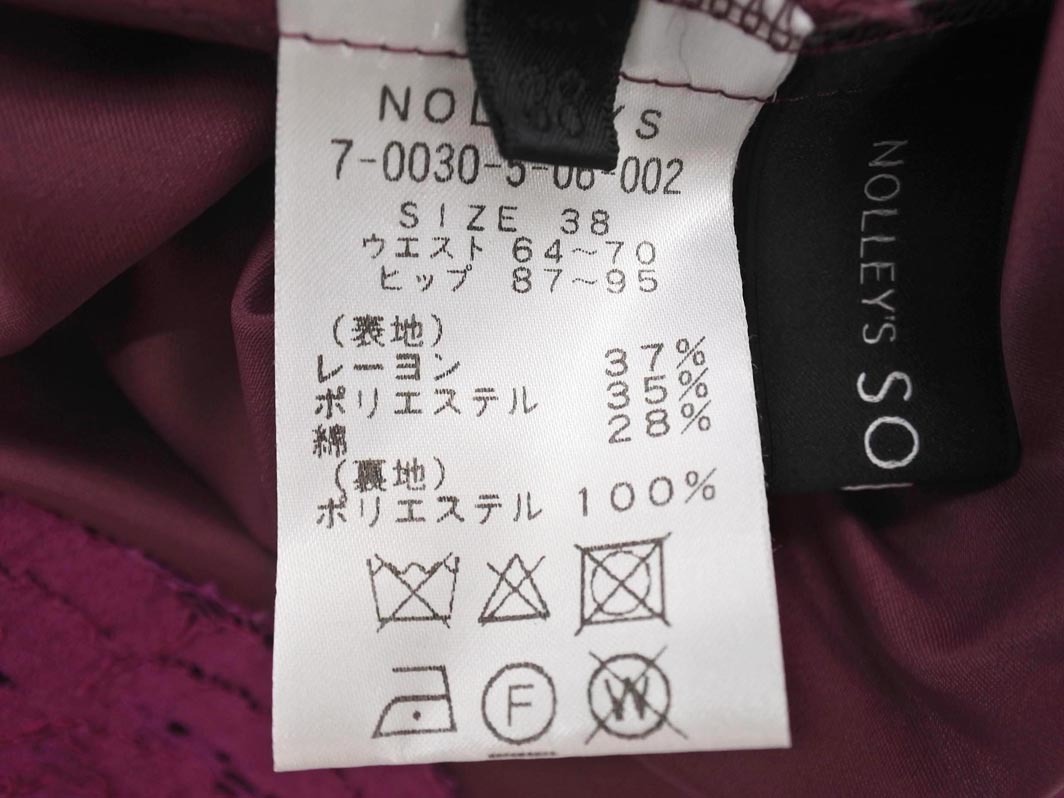 7-0030-5-06-002
SIZE 38
ウエスト 64~70
ヒップ 87~95
(表地)
レーヨン 37%
ポリエステル 35%
綿 28%
(裏地)
ポリエステル 100%
F
W
38
NOLLEY'S SO